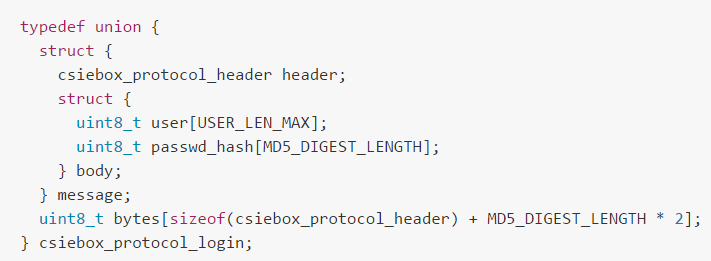 typedef union {
  struct {
    csiebox_protocol_header header;
    struct {
      uint8_t user[USER_LEN_MAX];
      uint8_t passwd_hash[MD5_DIGEST_LENGTH];
    } body;
  } message;
  uint8_t bytes[sizeof(csiebox_protocol_header) + MD5_DIGEST_LENGTH * 2];
} csiebox_protocol_login;